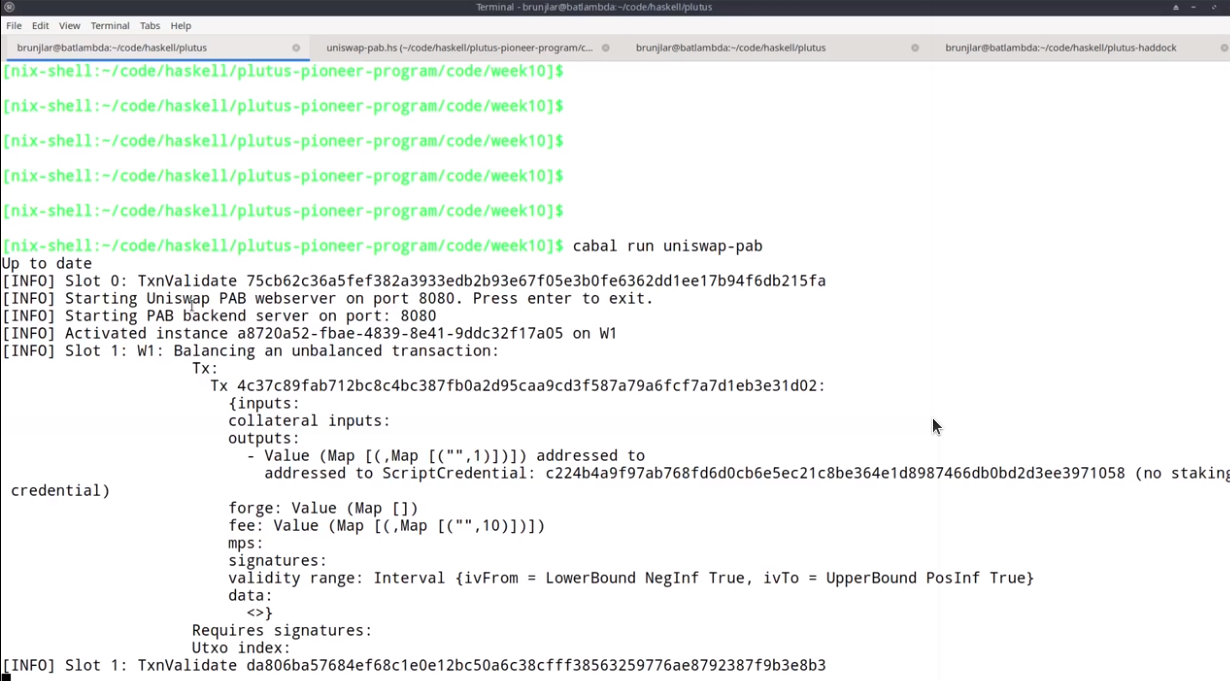 Terminal - brunjlar@batlambda:~/code/haskell/plutus
File Edit View Terminal Tabs Help
brunjlar@batlambda:~/code/haskell/plutus
uniswap-pab.hs (~/code/haskell/plutus-pioneer-program/c...
brunjlar@batlambda:~/code/haskell/plutus
brunjlar@batlambda:~/code/haskell/plutus-haddock
[nix-shell:~/code/haskell/plutus-pioneer-program/code/week10]$
[nix-shell:~/code/haskell/plutus-pioneer-program/code/week10]$
[nix-shell:~/code/haskell/plutus-pioneer-program/code/week10]$
[nix-shell:~/code/haskell/plutus-pioneer-program/code/week10]$
[nix-shell:~/code/haskell/plutus-pioneer-program/code/week10]$
[nix-shell:~/code/haskell/plutus-pioneer-program/code/week10]$ cabal run uniswap-pab
Up to date
[INFO] Slot 0: TxnValidate 75cb62c36a5fef382a3933edb2b93e67f05e3b0fe6362dd1ee17b94f6db215fa
[INFO] Starting Uniswap PAB webserver on port 8080. Press enter to exit.
[INFO] Starting PAB backend server on port: 8080
[INFO] Activated instance a8720a52-fbae-4839-8e41-9ddc32f17a05 on W1
[INFO] Slot 1: W1: Balancing an unbalanced transaction:
Tx:
Tx 4c37c89fab712bc8c4bc387fb0a2d95caa9cd3f587a79a6fcf7a7d1eb3e31d02:
{inputs:
collateral inputs:
outputs:
- Value (Map [(,Map [("",1)])]) addressed to
addressed to ScriptCredential: c224b4a9f97ab768fd6d0cb6e5ec21c8be364e1d8987466db0bd2d3ee3971058 (no staking
credential)
forge: Value (Map [])
fee: Value (Map [(,Map [("",10)])])
mps:
signatures:
validity range: Interval {ivFrom = LowerBound NegInf True, ivTo = UpperBound PosInf True}
data:
<>}
Requires signatures:
Utxo index:
[INFO] Slot 1: TxnValidate da806ba57684ef68c1e0e12bc50a6c38cfff38563259776ae8792387f9b3e8b3